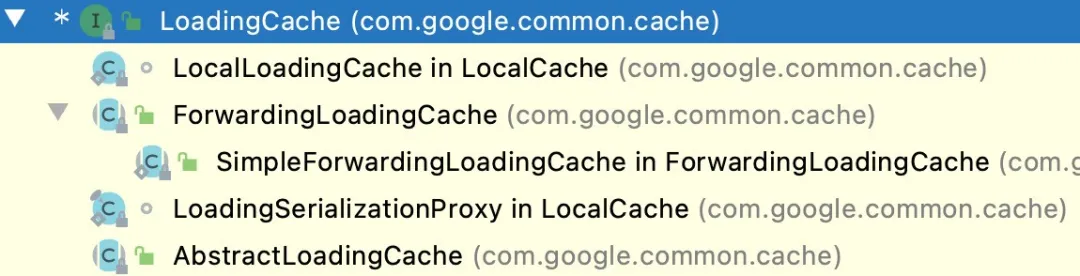 * I LoadingCache (com.google.common.cache)
C LocalLoadingCache in LocalCache (com.google.common.cache)
C ForwardingLoadingCache (com.google.common.cache)
C SimpleForwardingLoadingCache in ForwardingLoadingCache (com.g
C LoadingSerializationProxy in LocalCache (com.google.common.cache)
C AbstractLoadingCache (com.google.common.cache)